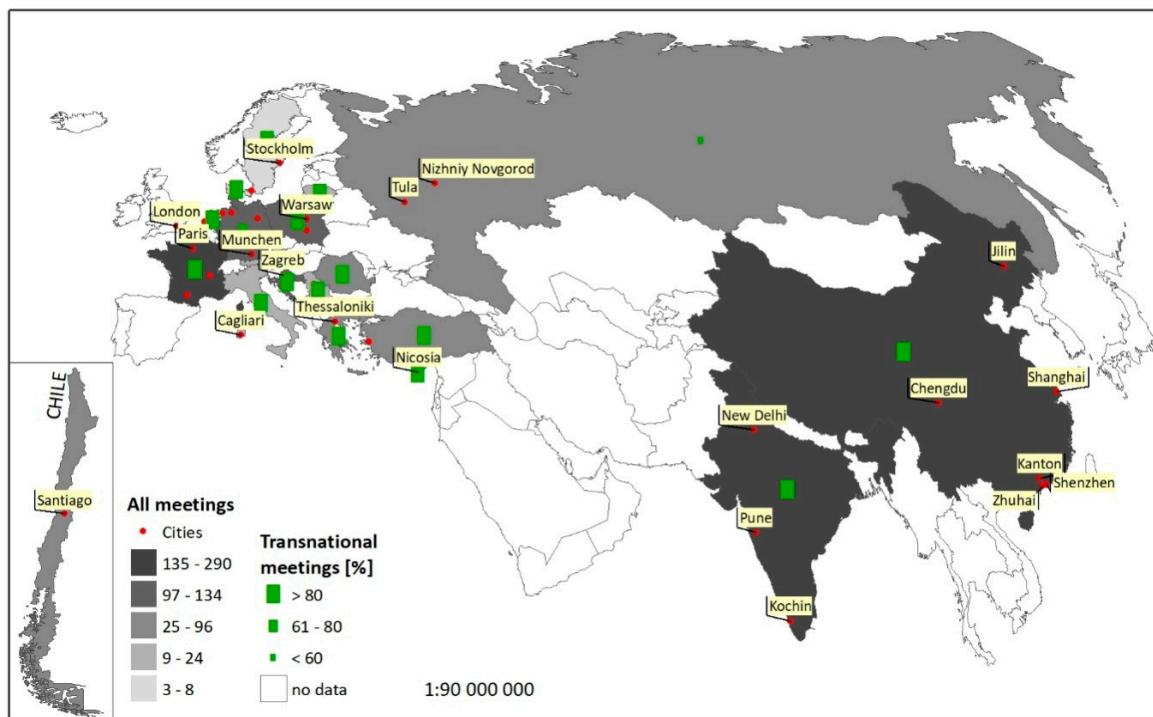 Stockholm
Nizhniy Novgorod
Tula
London
Warsaw
Paris
Munchen
Zagreb
Jilin
Thessaloniki
Cagliari
Nicosia
Shanghai
Chengdu
New Delhi
Kanton
Shenzhen
Zhuhai
Pune
Kochin
CHILE
Santiago
All meetings
Cities
135 - 290
97 - 134
25 - 96
9 - 24
3 - 8
Transnational
meetings [%]
> 80
61 - 80
< 60
no data
1:90 000 000